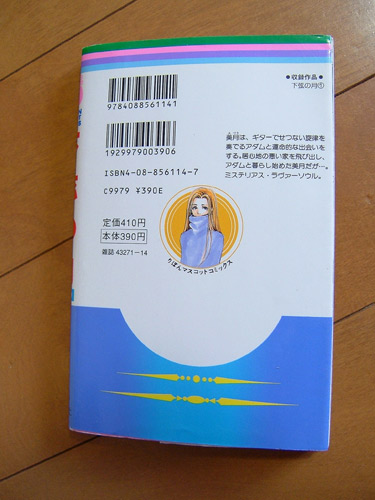 9784088561141
1929979003906
ISBN4-08-856114-7
C9979 ¥390E
定価410円
本体390円
雑誌 43271-14
●収録作品●
下弦の月①
美月は、ギターでせつない旋律を
奏でるアダムと運命的な出会いを
する。居心地の悪い家を飛び出し、
アダムと暮らし始めた美月だが…。
ミステリアス・ラヴァーソウル。
りぼんマスコットコミックス